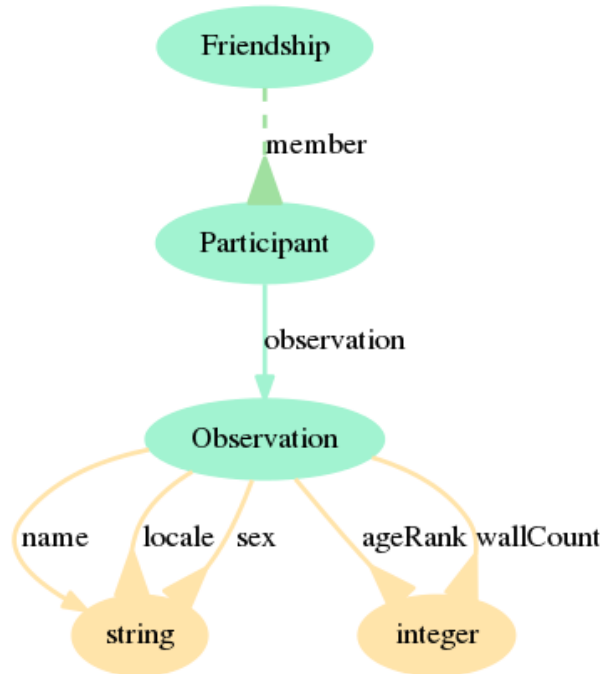 Friendship
member
Participant
observation
Observation
name
locale
sex
ageRank
wallCount
string
integer